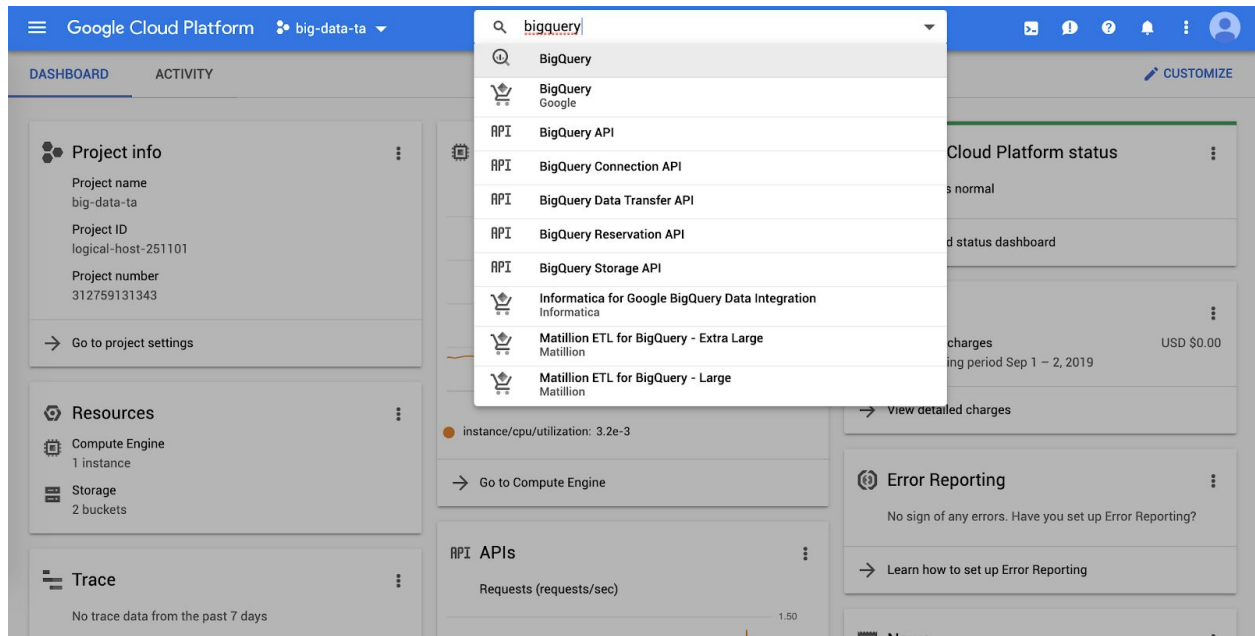 Google Cloud Platform
big-data-ta
bigquery
DASHBOARD
ACTIVITY
CUSTOMIZE
BigQuery
BigQuery
Google
API BigQuery API
API BigQuery Connection API
API BigQuery Data Transfer API
API BigQuery Reservation API
API BigQuery Storage API
Informatica for Google BigQuery Data Integration
Informatica
Matillion ETL for BigQuery - Extra Large
Matillion
Matillion ETL for BigQuery - Large
Matillion
Project info
Project name
big-data-ta
Project ID
logical-host-251101
Project number
312759131343
Go to project settings
Resources
Compute Engine
1 instance
Storage
2 buckets
Trace
No trace data from the past 7 days
instance/cpu/utilization: 3.2e-3
Go to Compute Engine
API APIs
Requests (requests/sec)
1.50
Cloud Platform status
normal
status dashboard
charges
USD $0.00
Sep 1 – 2, 2019
View detailed charges
Error Reporting
No sign of any errors. Have you set up Error Reporting?
Learn how to set up Error Reporting